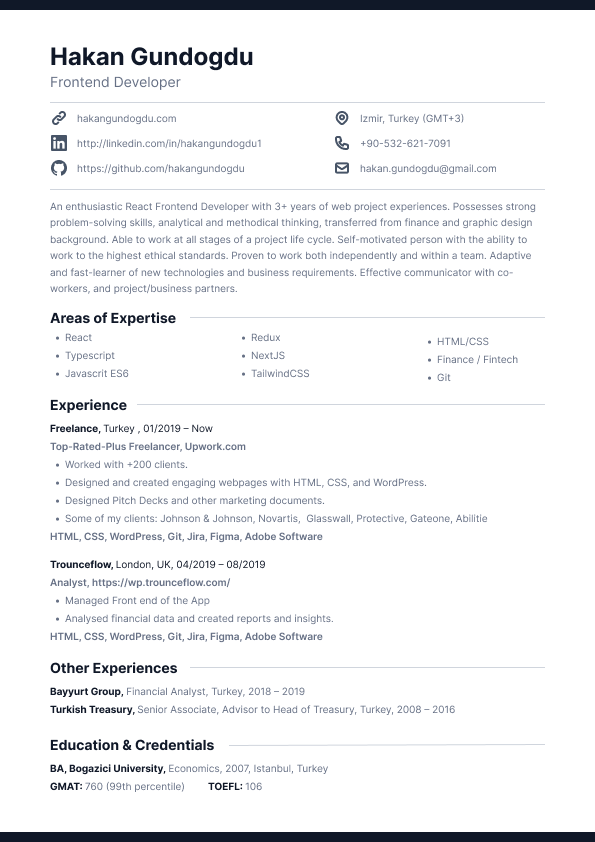 Hakan Gundogdu
Frontend Developer
hakangundogdu.com
Izmir, Turkey (GMT+3)
http://linkedin.com/in/hakangundogdu1
+90-532-621-7091
https://github.com/hakangundogdu
hakan.gundogdu@gmail.com
An enthusiastic React Frontend Developer with 3+ years of web project experiences. Possesses strong
problem-solving skills, analytical and methodical thinking, transferred from finance and graphic design
background. Able to work at all stages of a project life cycle. Self-motivated person with the ability to
work to the highest ethical standards. Proven to work both independently and within a team. Adaptive
and fast-learner of new technologies and business requirements. Effective communicator with co-
workers, and project/business partners.
Areas of Expertise
• React
• Typescript
• Javascrit ES6
• Redux
• NextJS
• TailwindCSS
• HTML/CSS
• Finance / Fintech
• Git
Experience
Freelance, Turkey , 01/2019 – Now
Top-Rated-Plus Freelancer, Upwork.com
• Worked with +200 clients.
• Designed and created engaging webpages with HTML, CSS, and WordPress.
• Designed Pitch Decks and other marketing documents.
• Some of my clients: Johnson & Johnson, Novartis,  Glasswall, Protective, Gateone, Abilitie
HTML, CSS, WordPress, Git, Jira, Figma, Adobe Software
Trounceflow, London, UK, 04/2019 – 08/2019
Analyst, https://wp.trounceflow.com/
• Managed Front end of the App
• Analysed financial data and created reports and insights.
HTML, CSS, WordPress, Git, Jira, Figma, Adobe Software
Other Experiences
Bayyurt Group, Financial Analyst, Turkey, 2018 – 2019
Turkish Treasury, Senior Associate, Advisor to Head of Treasury, Turkey, 2008 – 2016
Education & Credentials
BA, Bogazici University, Economics, 2007, Istanbul, Turkey
GMAT: 760 (99th percentile) TOEFL: 106